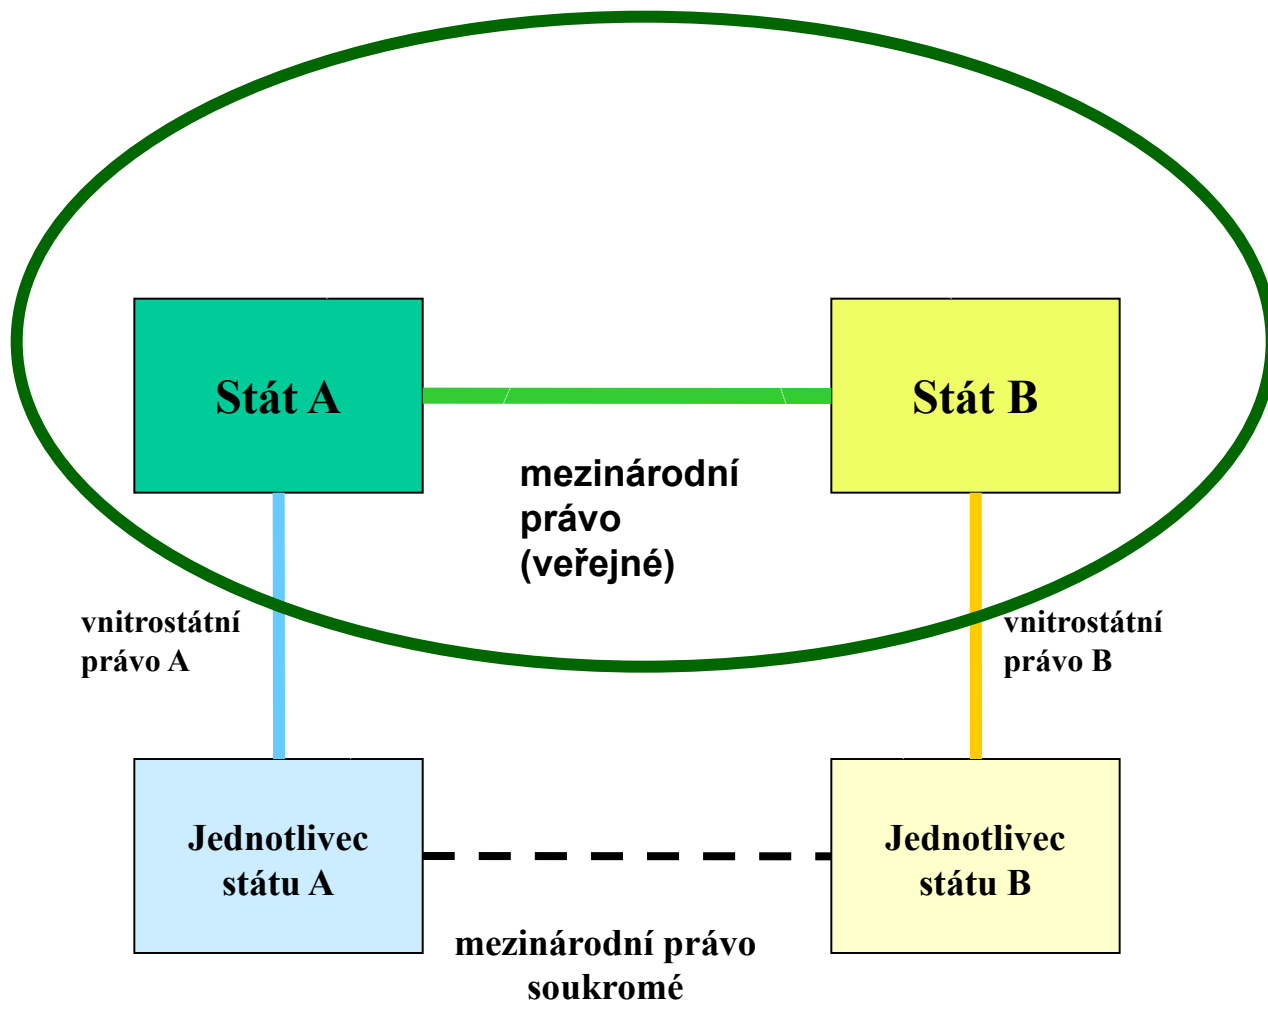 Stát A
Stát B
mezinárodní
právo
(veřejné)
vnitrostátní
právo A
vnitrostátní
právo B
Jednotlivec
státu A
Jednotlivec
státu B
mezinárodní právo
soukromé